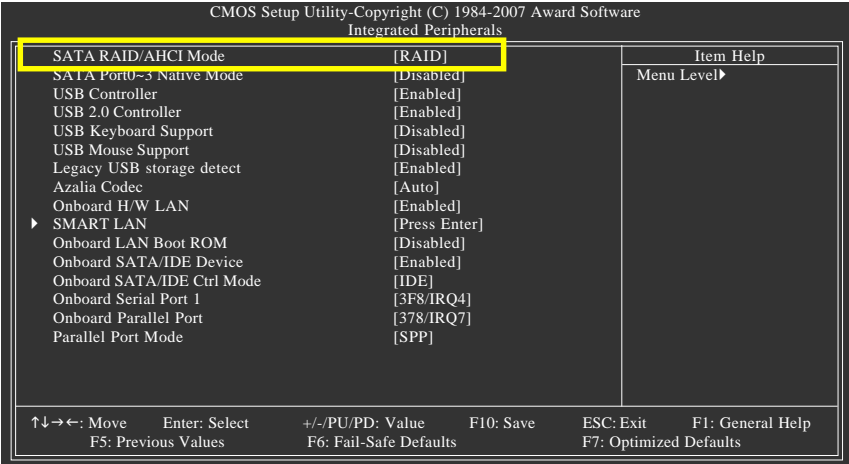 CMOS Setup Utility-Copyright (C) 1984-2007 Award Software
Integrated Peripherals
SATA RAID/AHCI Mode [RAID] Item Help
SATA Port0~3 Native Mode [Disabled] Menu Level▶
USB Controller [Enabled]
USB 2.0 Controller [Enabled]
USB Keyboard Support [Disabled]
USB Mouse Support [Disabled]
Legacy USB storage detect [Enabled]
Azalia Codec [Auto]
Onboard H/W LAN [Enabled]
▶ SMART LAN [Press Enter]
Onboard LAN Boot ROM [Disabled]
Onboard SATA/IDE Device [Enabled]
Onboard SATA/IDE Ctrl Mode [IDE]
Onboard Serial Port 1 [3F8/IRQ4]
Onboard Parallel Port [378/IRQ7]
Parallel Port Mode [SPP]
↑↓→←: Move Enter: Select +/-/PU/PD: Value F10: Save ESC: Exit F1: General Help
F5: Previous Values F6: Fail-Safe Defaults F7: Optimized Defaults